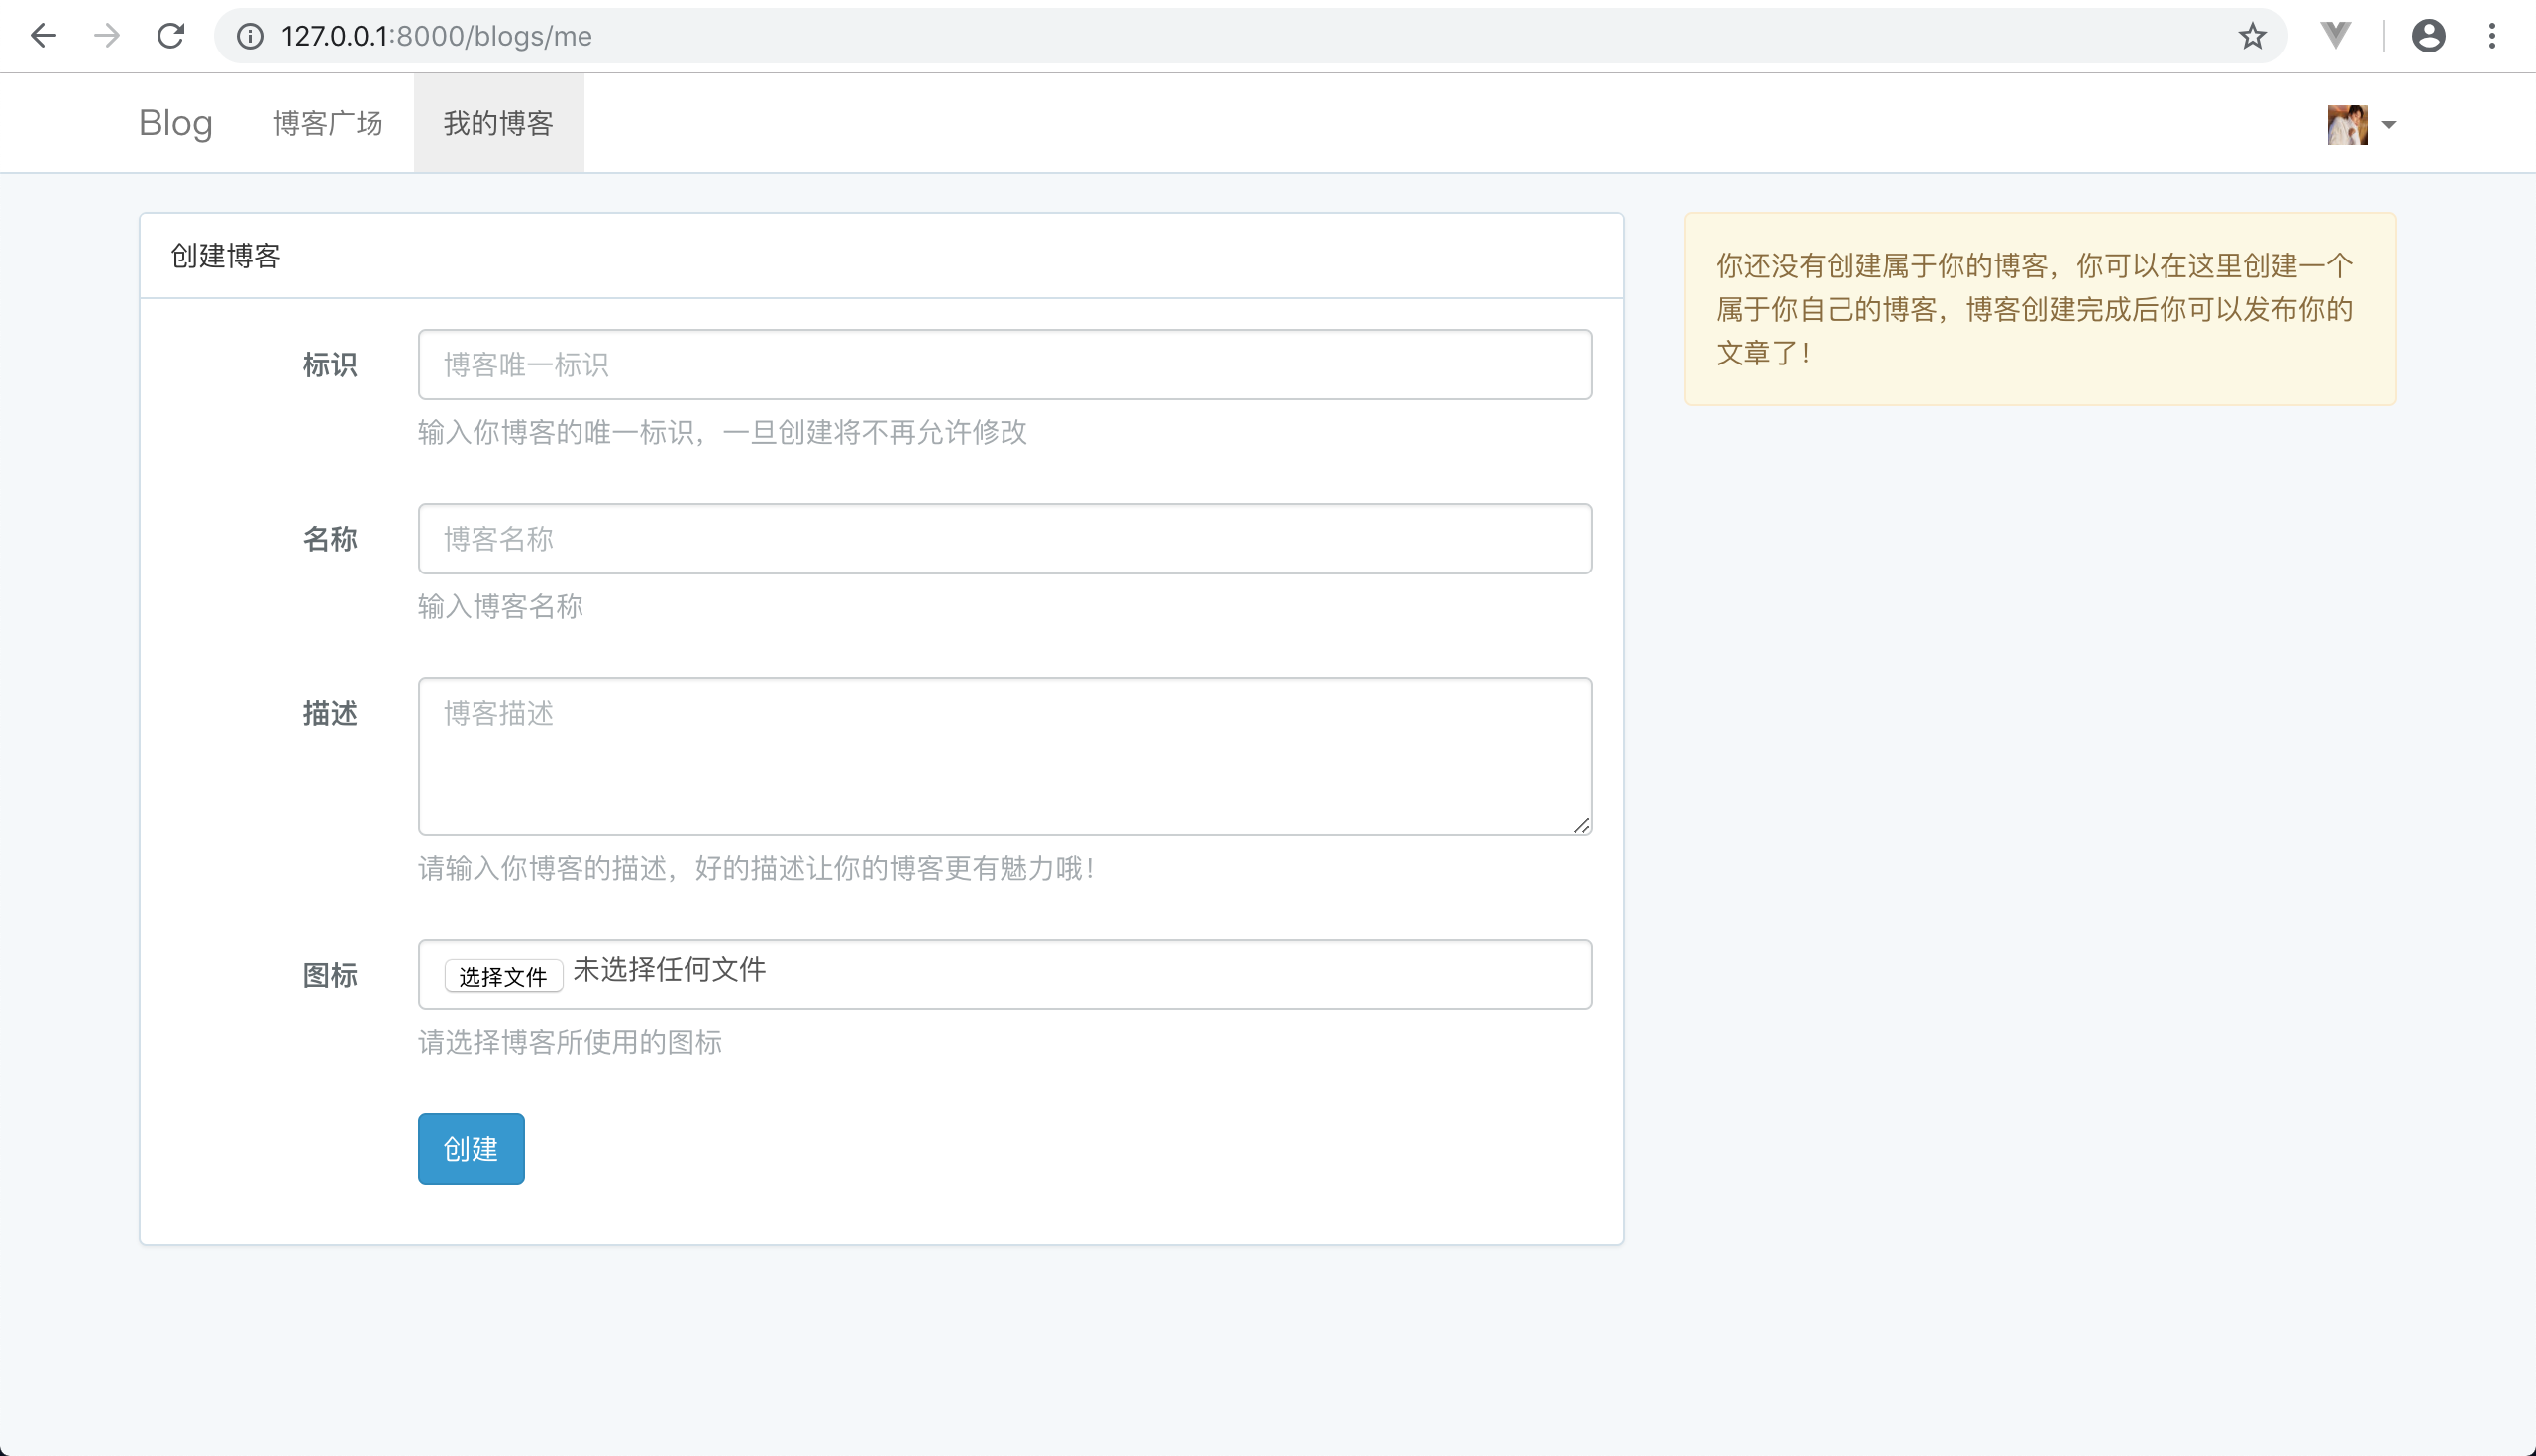 127.0.0.1:8000/blogs/me
Blog 博客广场 我的博客
创建博客
标识 博客唯一标识
输入你博客的唯一标识，一旦创建将不再允许修改
名称 博客名称
输入博客名称
描述 博客描述
请输入你博客的描述，好的描述让你的博客更有魅力哦！
图标 选择文件 未选择任何文件
请选择博客所使用的图标
创建
你还没有创建属于你的博客，你可以在这里创建一个
属于你自己的博客，博客创建完成后你可以发布你的
文章了！